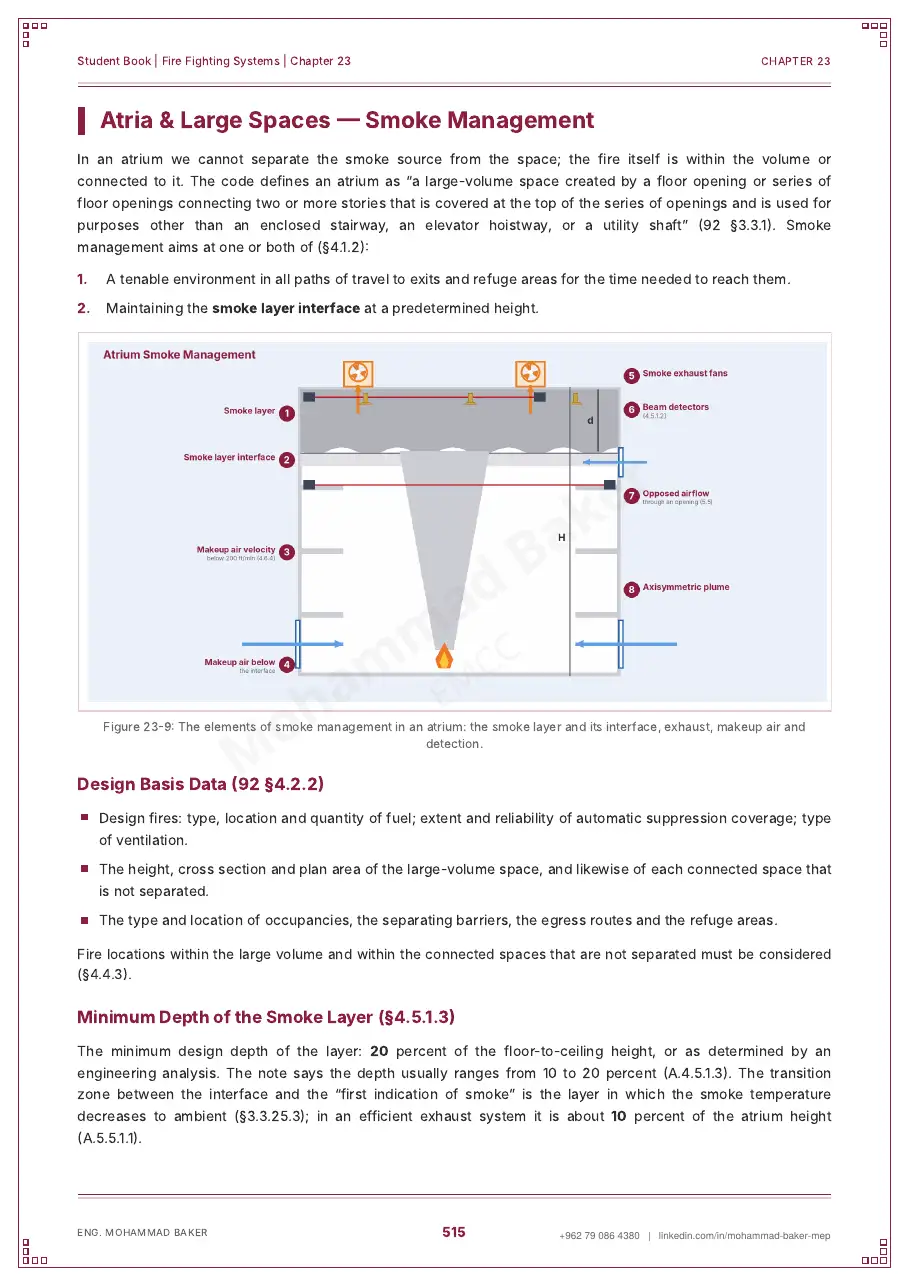 Student Book | Fire Fighting Systems | Chapter 23
CHAPTER 23
Atria & Large Spaces — Smoke Management
In an atrium we cannot separate the smoke source from the space; the fire itself is within the volume or
connected to it. The code defines an atrium as “a large-volume space created by a floor opening or series of
floor openings connecting two or more stories that is covered at the top of the series of openings and is used for
purposes other than an enclosed stairway, an elevator hoistway, or a utility shaft” (92 §3.3.1). Smoke
management aims at one or both of (§4.1.2):
1. A tenable environment in all paths of travel to exits and refuge areas for the time needed to reach them.
2. Maintaining the smoke layer interface at a predetermined height.
Atrium Smoke Management
5 Smoke exhaust fans
Smoke layer 1
6 Beam detectors
(4.5.1.2)
d
Smoke layer interface 2
7 Opposed airflow
through an opening (5.5)
H
Makeup air velocity 3
below 200 ft/min (4.6.4)
8 Axisymmetric plume
Makeup air below 4
the interface
Mohammad Baker
EMCC
Figure 23-9: The elements of smoke management in an atrium: the smoke layer and its interface, exhaust, makeup air and
detection.
Design Basis Data (92 §4.2.2)
Design fires: type, location and quantity of fuel; extent and reliability of automatic suppression coverage; type
of ventilation.
The height, cross section and plan area of the large-volume space, and likewise of each connected space that
is not separated.
The type and location of occupancies, the separating barriers, the egress routes and the refuge areas.
Fire locations within the large volume and within the connected spaces that are not separated must be considered
(§4.4.3).
Minimum Depth of the Smoke Layer (§4.5.1.3)
The minimum design depth of the layer: 20 percent of the floor-to-ceiling height, or as determined by an
engineering analysis. The note says the depth usually ranges from 10 to 20 percent (A.4.5.1.3). The transition
zone between the interface and the “first indication of smoke” is the layer in which the smoke temperature
decreases to ambient (§3.3.25.3); in an efficient exhaust system it is about 10 percent of the atrium height
(A.5.5.1.1).
ENG. MOHAMMAD BAKER
515
+962 79 086 4380 | linkedin.com/in/mohammad-baker-mep